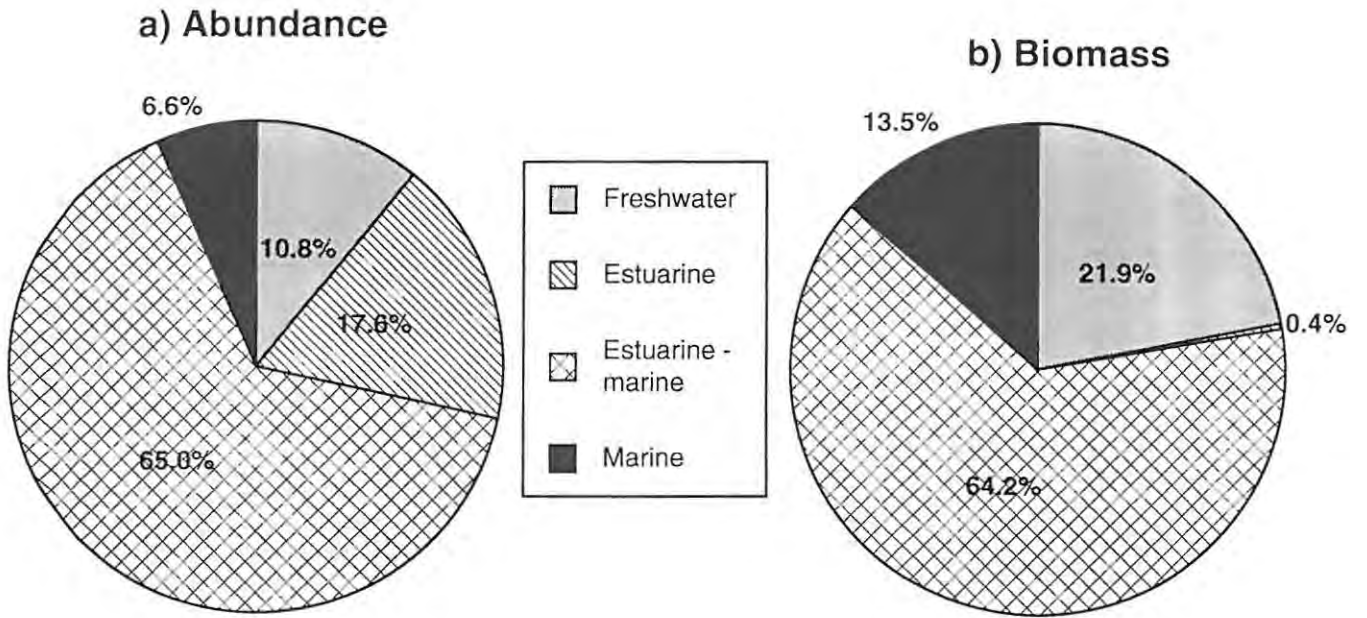 a) Abundance
6.6%
10.8%
17.6%
65.0%
Freshwater
Estuarine
Estuarine -
marine
Marine
b) Biomass
13.5%
21.9%
0.4%
64.2%